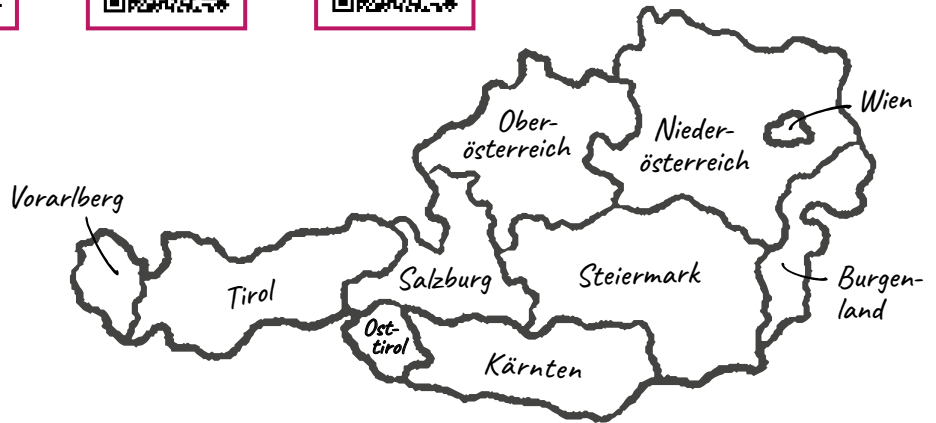 Ober-
österreich
Nieder-
österreich
Wien
Vorarlberg
Tirol
Salzburg
Steiermark
Burgen-
land
Ost-
tirol
Kärnten